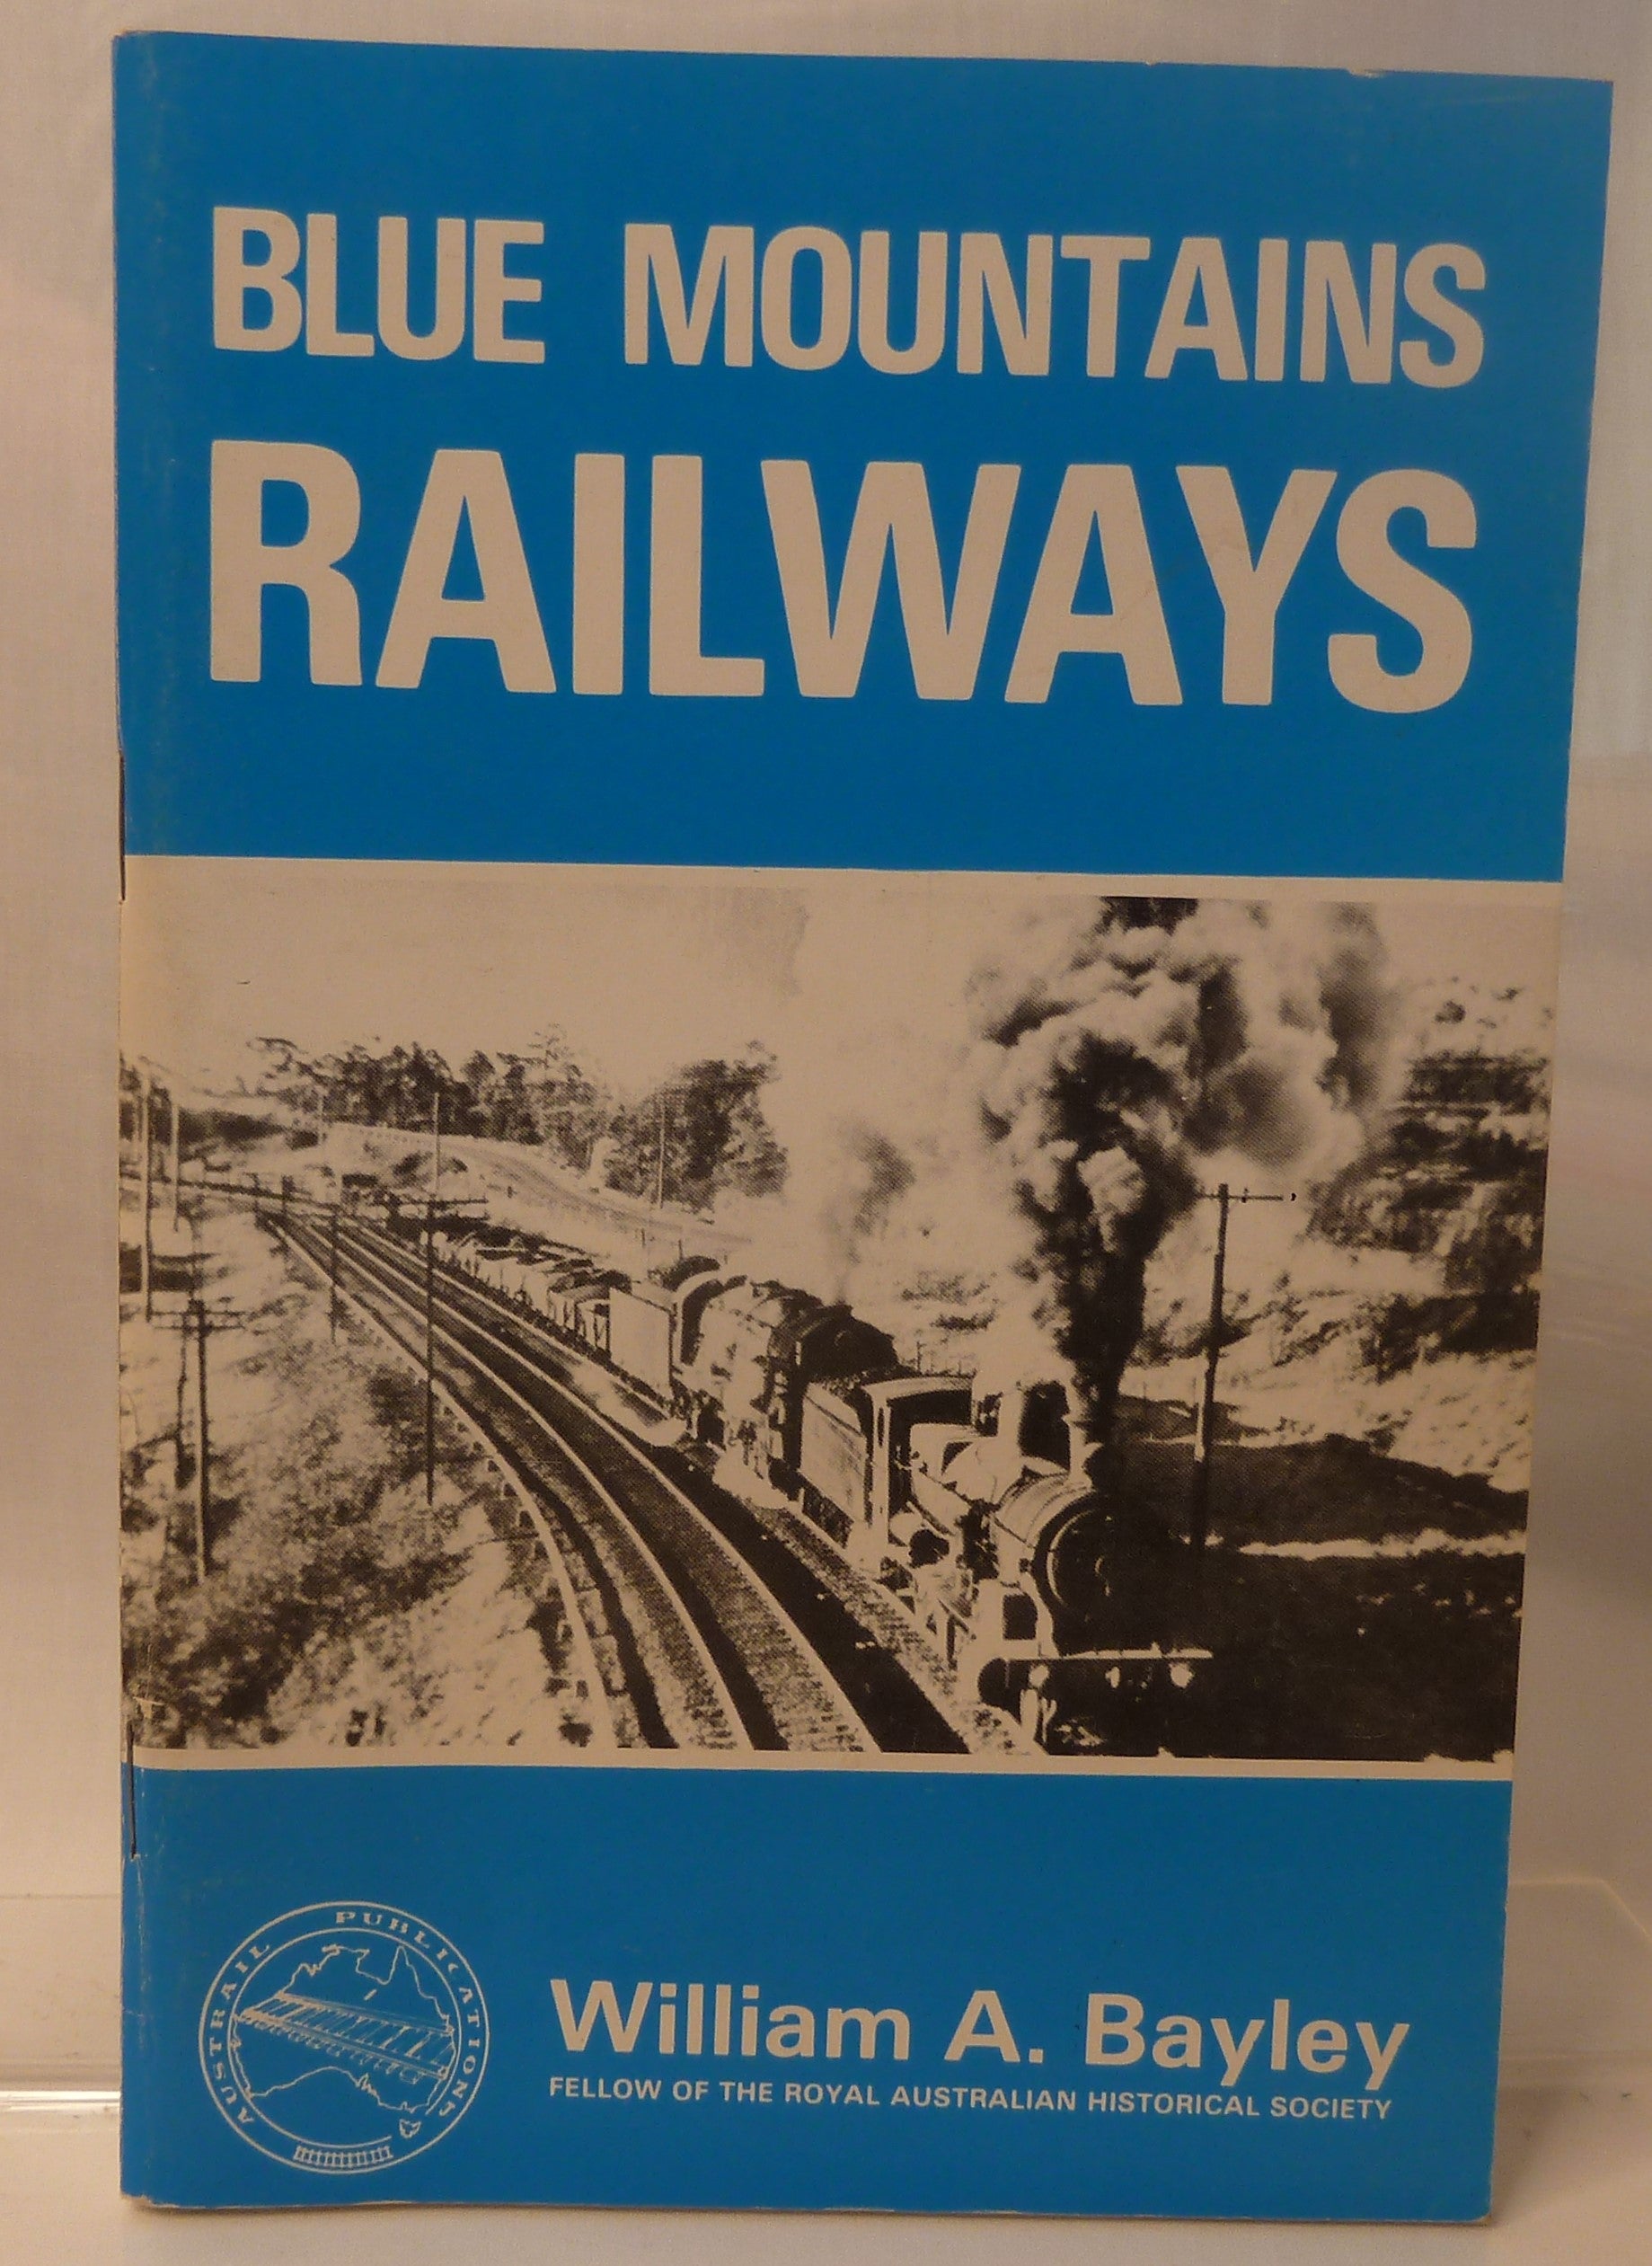 BLUE MOUNTAINS
RAILWAYS
AUSTRAIL PUBLICATIONS
William A. Bayley
FELLOW OF THE ROYAL AUSTRALIAN HISTORICAL SOCIETY